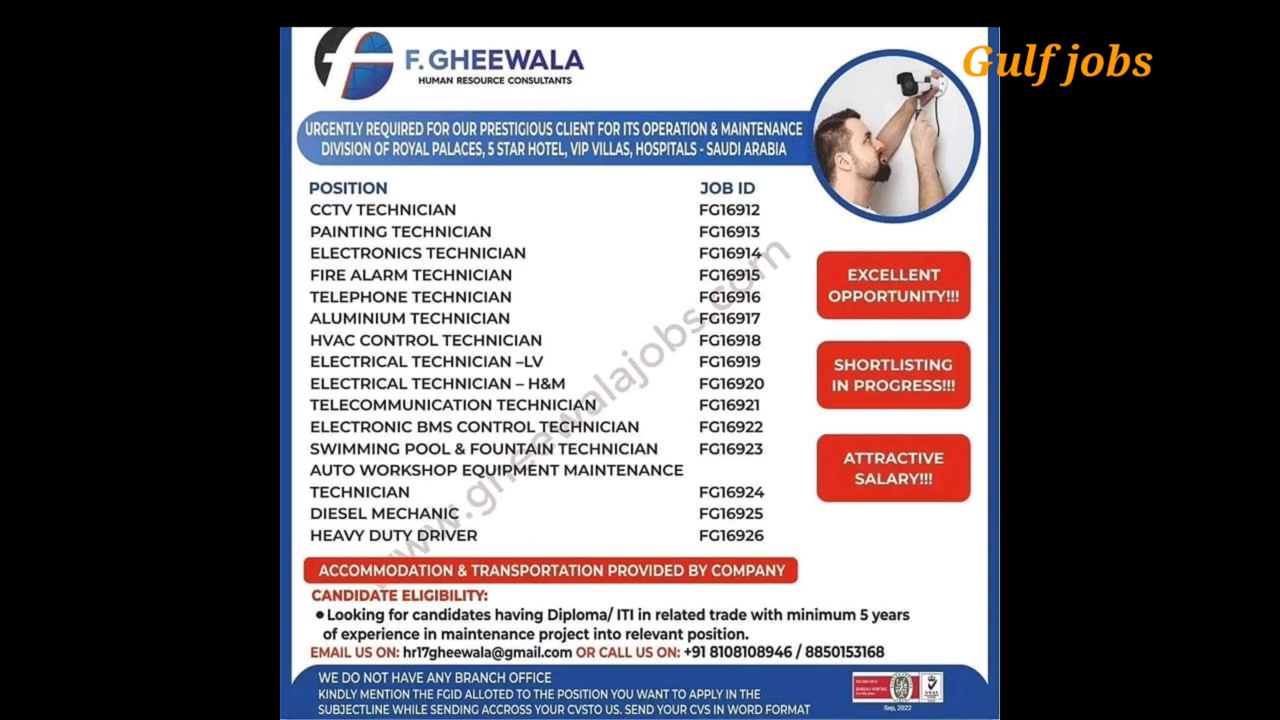 Gulf jobs
F. GHEEWALA
HUMAN RESOURCE CONSULTANTS
URGENTLY REQUIRED FOR OUR PRESTIGIOUS CLIENT FOR ITS OPERATION & MAINTENANCE
DIVISION OF ROYAL PALACES, 5 STAR HOTEL, VIP VILLAS, HOSPITALS - SAUDI ARABIA
POSITION JOB ID
CCTV TECHNICIAN FG16912
PAINTING TECHNICIAN FG16913
ELECTRONICS TECHNICIAN FG16914
FIRE ALARM TECHNICIAN FG16915
TELEPHONE TECHNICIAN FG16916
ALUMINIUM TECHNICIAN FG16917
HVAC CONTROL TECHNICIAN FG16918
ELECTRICAL TECHNICIAN –LV FG16919
ELECTRICAL TECHNICIAN – H&M FG16920
TELECOMMUNICATION TECHNICIAN FG16921
ELECTRONIC BMS CONTROL TECHNICIAN FG16922
SWIMMING POOL & FOUNTAIN TECHNICIAN FG16923
AUTO WORKSHOP EQUIPMENT MAINTENANCE
TECHNICIAN FG16924
DIESEL MECHANIC FG16925
HEAVY DUTY DRIVER FG16926
www.gheewalajobs.com
EXCELLENT
OPPORTUNITY!!!
SHORTLISTING
IN PROGRESS!!!
ATTRACTIVE
SALARY!!!
ACCOMMODATION & TRANSPORTATION PROVIDED BY COMPANY
CANDIDATE ELIGIBILITY:
• Looking for candidates having Diploma/ ITI in related trade with minimum 5 years
of experience in maintenance project into relevant position.
EMAIL US ON: hr17gheewala@gmail.com OR CALL US ON: +91 8108108946 / 8850153168
WE DO NOT HAVE ANY BRANCH OFFICE
KINDLY MENTION THE FGID ALLOTED TO THE POSITION YOU WANT TO APPLY IN THE
SUBJECTLINE WHILE SENDING ACCROSS YOUR CVSTO US. SEND YOUR CVS IN WORD FORMAT
Sep, 2022